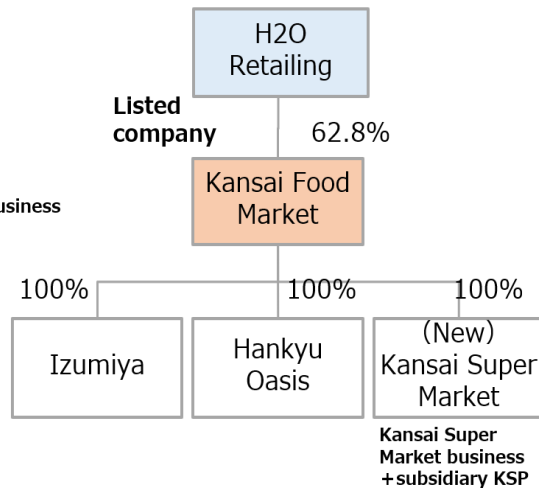 H2O
Retailing
Listed
company
62.8%
Kansai Food
Market
usiness
100%
100%
100%
Izumiya
Hankyu
Oasis
(New)
Kansai Super
Market
Kansai Super
Market business
+subsidiary KSP